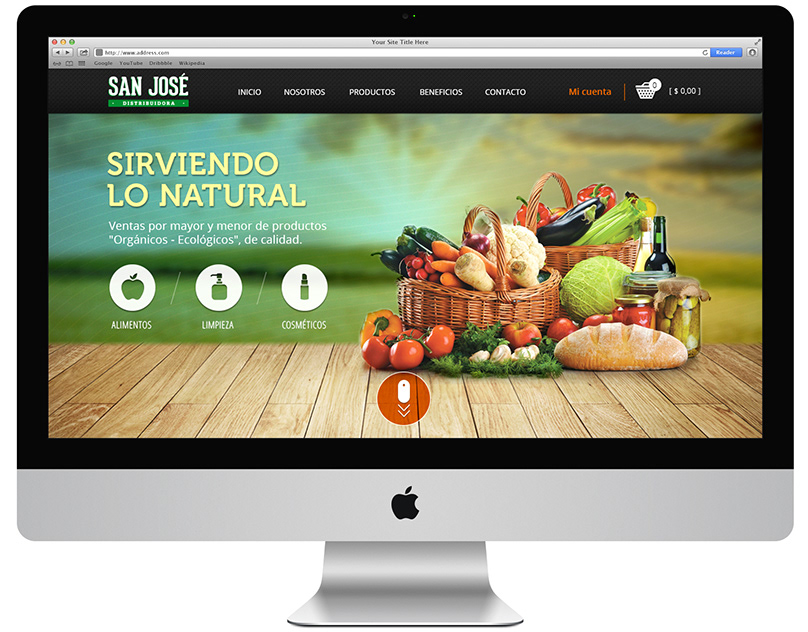 Your Site Title Here
http://www.address.com
Reader
Google YouTube Dribbble Wikipedia
SAN JOSÉ
DISTRIBUIDORA
INICIO NOSOTROS PRODUCTOS BENEFICIOS CONTACTO Mi cuenta 0 [ $ 0,00 ]
SIRVIENDO
LO NATURAL
Ventas por mayor y menor de productos
"Orgánicos - Ecológicos", de calidad.
ALIMENTOS LIMPIEZA COSMÉTICOS